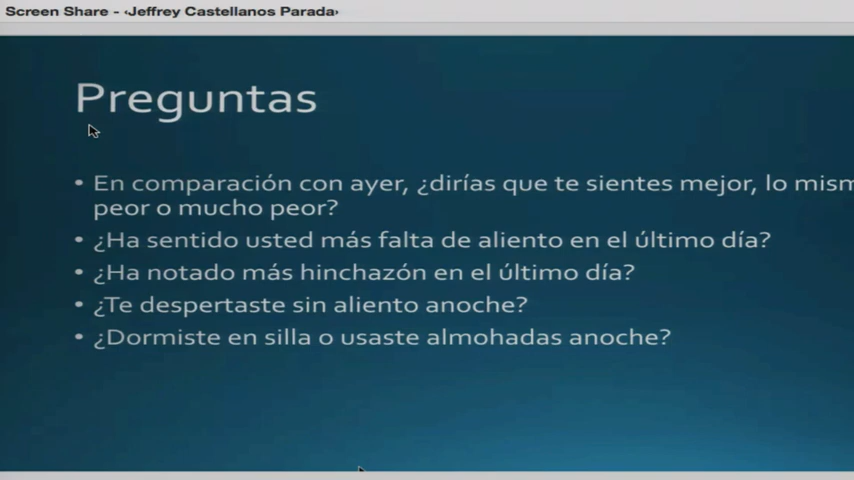 Screen Share - ‹Jeffrey Castellanos Parada›
Preguntas
• En comparación con ayer, ¿dirías que te sientes mejor, lo mism
peor o mucho peor?
• ¿Ha sentido usted más falta de aliento en el último día?
• ¿Ha notado más hinchazón en el último día?
• ¿Te despertaste sin aliento anoche?
• ¿Dormiste en silla o usaste almohadas anoche?